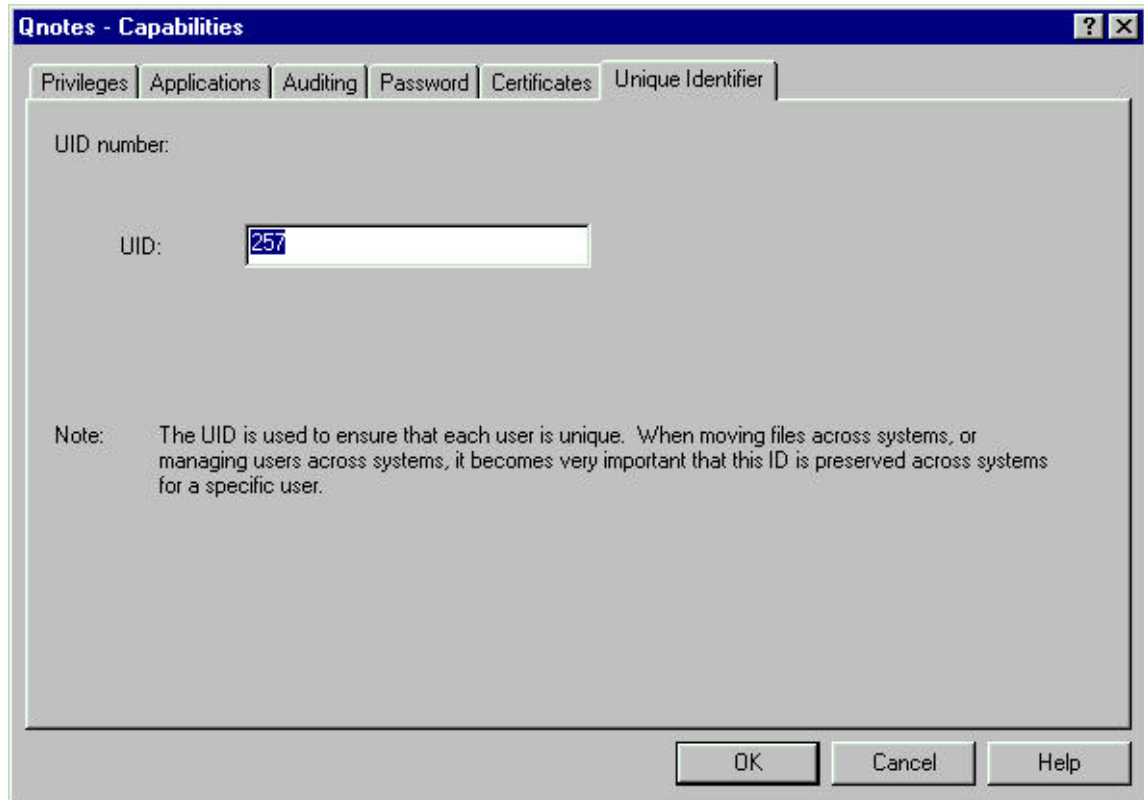 Qnotes - Capabilities
Privileges Applications Auditing Password Certificates Unique Identifier
UID number:
UID: 257
Note: The UID is used to ensure that each user is unique. When moving files across systems, or
managing users across systems, it becomes very important that this ID is preserved across systems
for a specific user.
OK Cancel Help